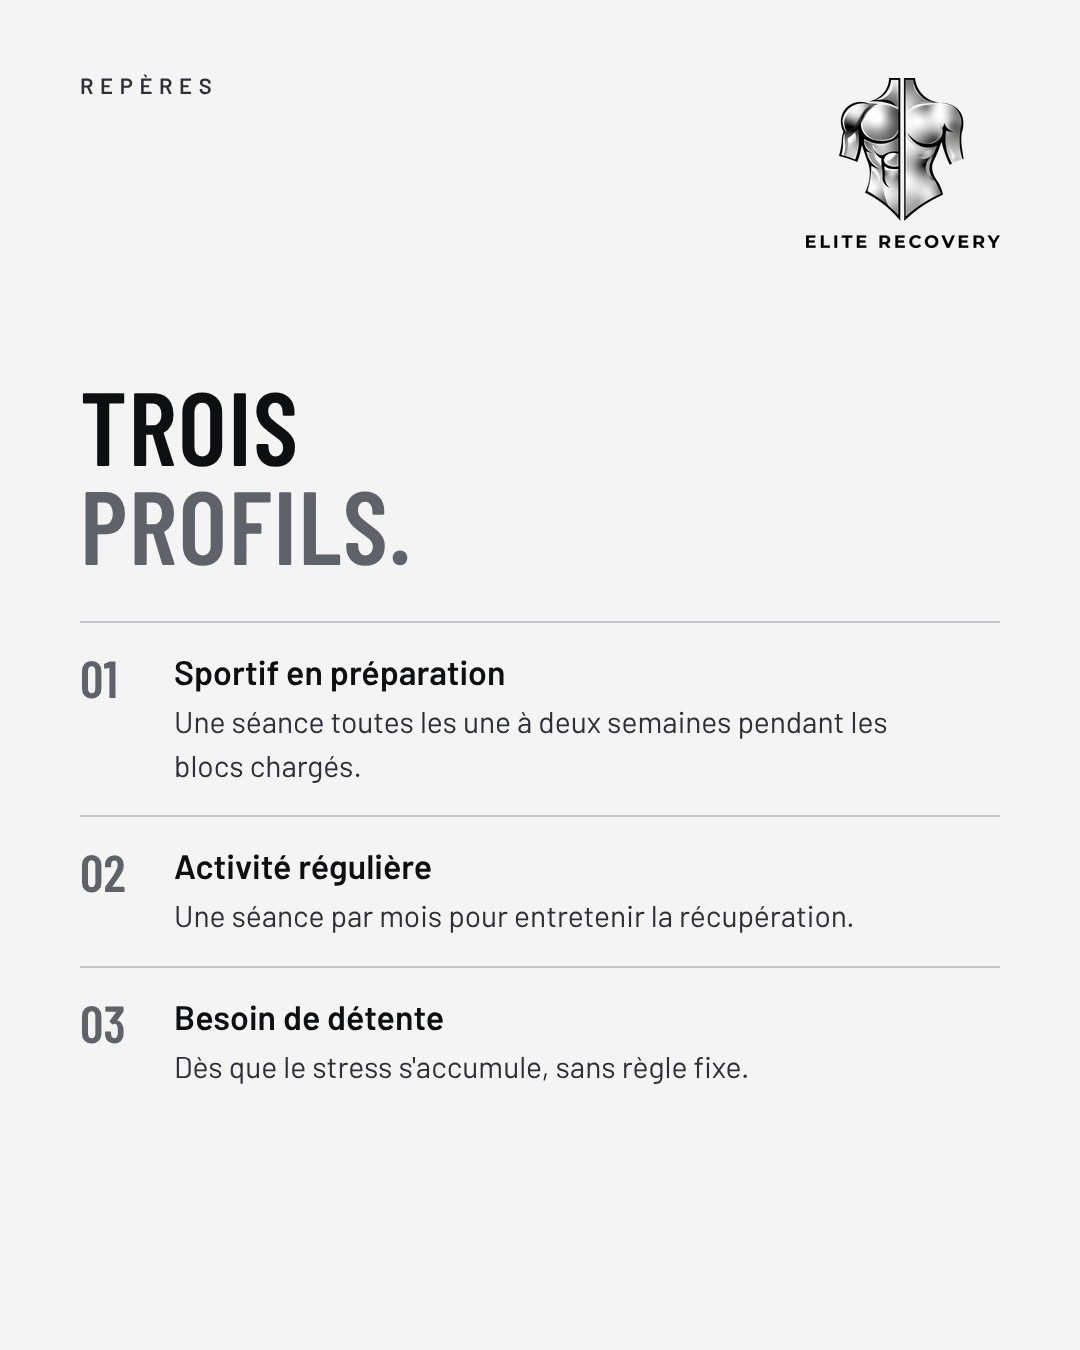 REPÈRES
ELITE RECOVERY
TROIS
PROFILS.
01
Sportif en préparation
Une séance toutes les une à deux semaines pendant les
blocs chargés.
02
Activité régulière
Une séance par mois pour entretenir la récupération.
03
Besoin de détente
Dès que le stress s'accumule, sans règle fixe.